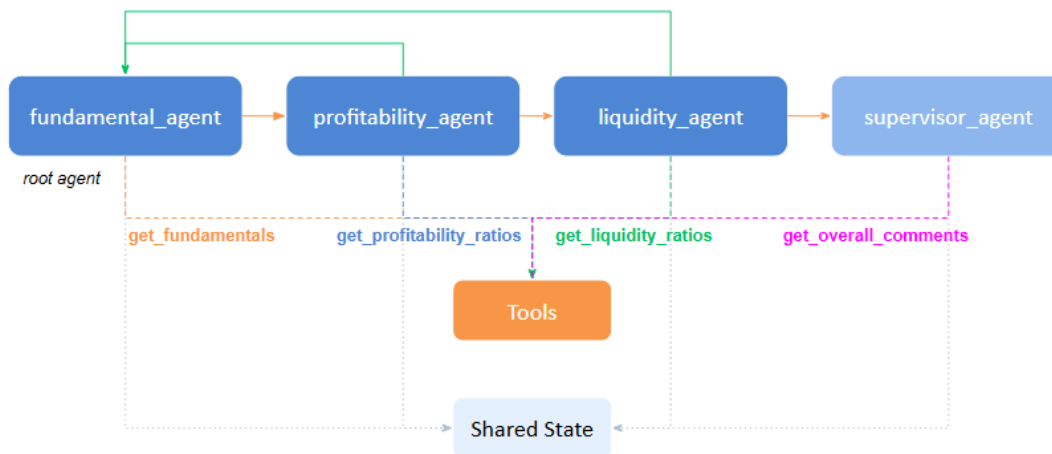 fundamental_agent
profitability_agent
liquidity_agent
supervisor_agent
root agent
get_fundamentals
get_profitability_ratios
get_liquidity_ratios
get_overall_comments
Tools
Shared State